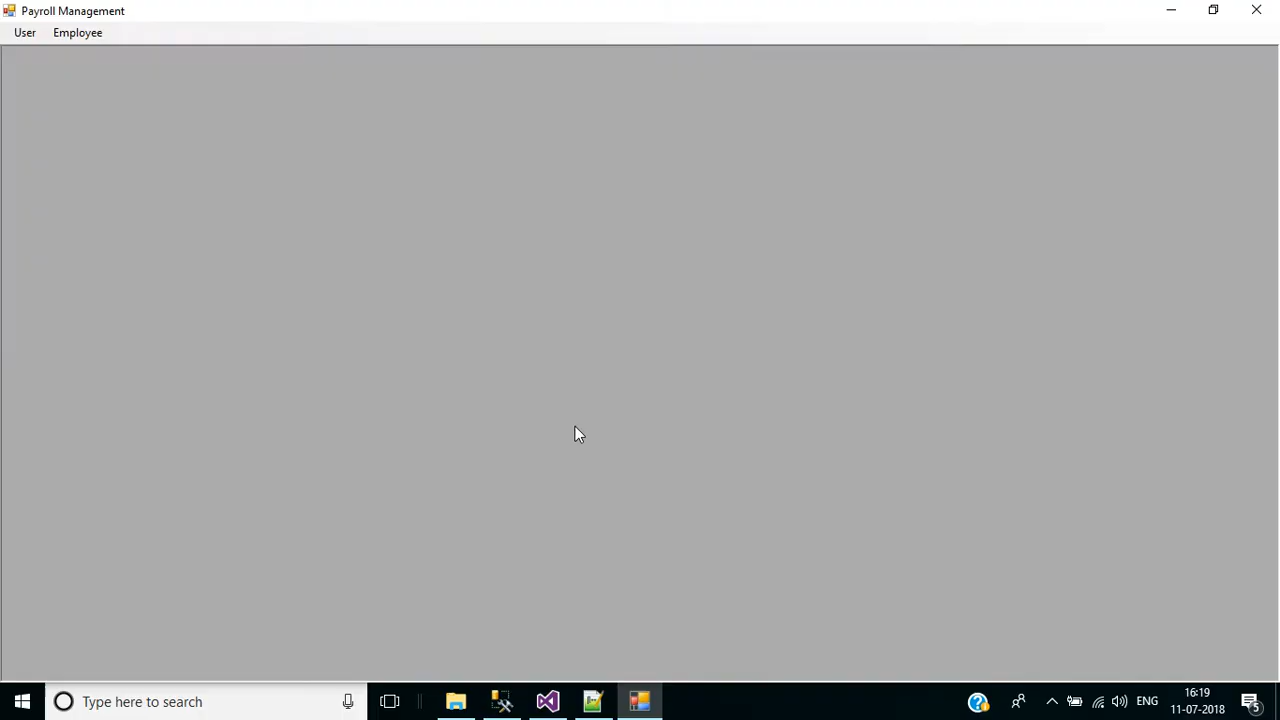 Payroll Management
User Employee
Type here to search
ENG
16:19
11-07-2018
5